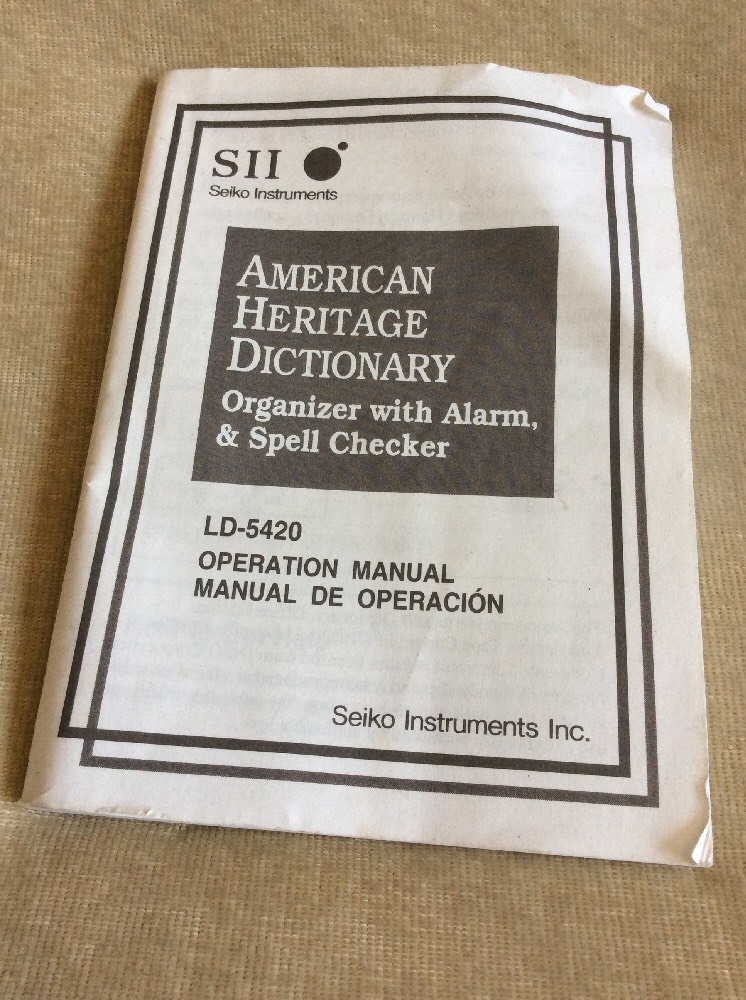 SII
Seiko Instruments
AMERICAN
HERITAGE
DICTIONARY
Organizer with Alarm,
& Spell Checker
LD-5420
OPERATION MANUAL
MANUAL DE OPERACIÓN
Seiko Instruments Inc.